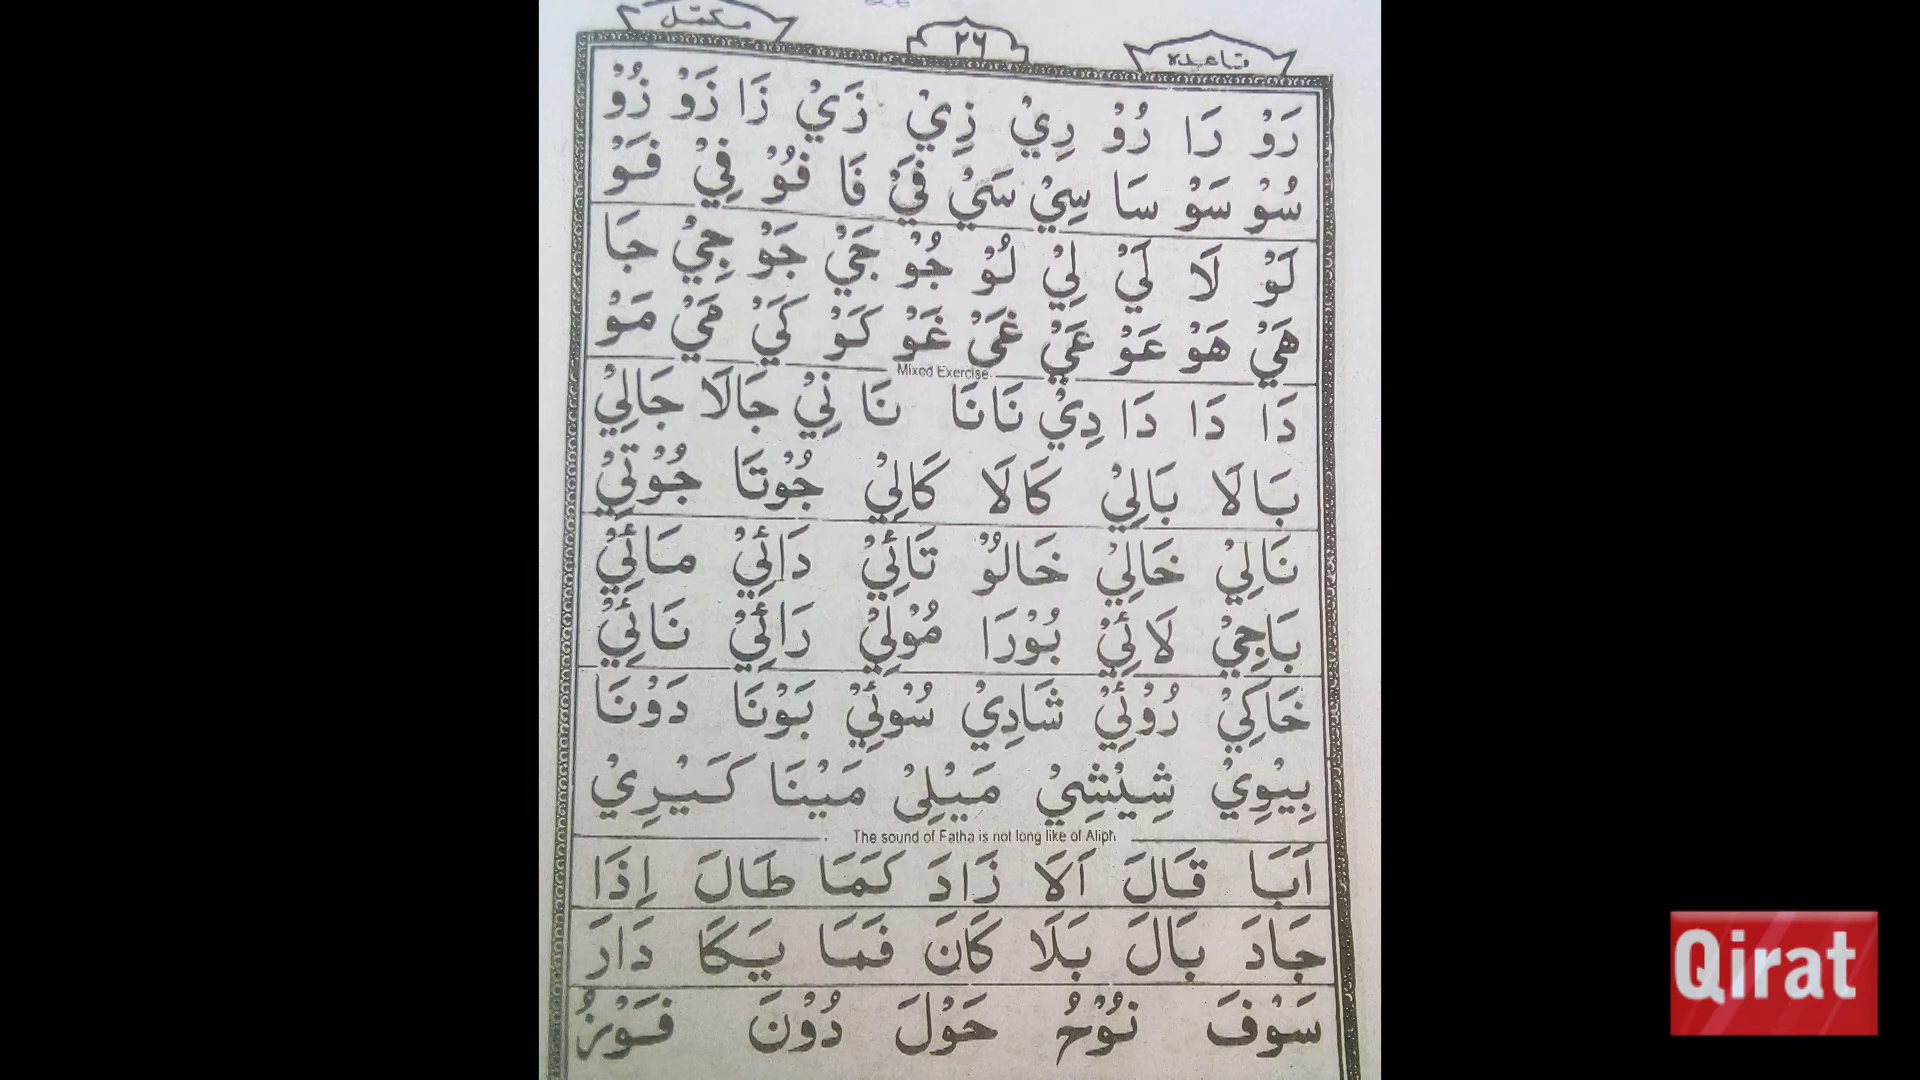 قاعدہ ٢٦ مکمّل
رَوْ رَا رُوْ رِيْ ذِيْ زَيْ زَا زَوْ زُوْ
سُوْ سَوْ سَا سِيْ سَيْ فَيْ فَا فُوْ فِيْ فَوْ
لَوْ لَا لَيْ لِيْ لُوْ جُوْ جَيْ جَوْ جِيْ جَا
هَيْ هَوْ عَوْ عَيْ غَيْ غَوْ كَوْ كَيْ مَيْ مَوْ
Mixed Exercise
دَا دَا دَا دِيْ نَانَا نَا نِيْ جَالَا جَالِيْ
بَالَا بَالِيْ كَالَا كَالِيْ جُوْتَا جُوْتِيْ
نَالِيْ خَالِيْ خَالُوْ تَائِيْ دَائِيْ مَائِيْ
بَاجِيْ لَائِيْ بُوْرَا مُوْلِيْ رَائِيْ نَائِيْ
خَاكِيْ رُوْئِيْ شَادِيْ سُوْئِيْ بَوْنَا دَوْنَا
بِيْوِيْ شِيْشِيْ مَيْلِيْ مَيْنَا كَيْرِيْ
The sound of Fatha is not long like of Aliph
اَبَا قَالَ اَلَا زَادَ كَمَا طَالَ اِذَا
جَادَ بَالَ بَلَا كَانَ فَمَا يَكَا دَارَ
سَوْفَ نُوْحُ حَوْلَ دُوْنَ فَوْزُ
Qirat